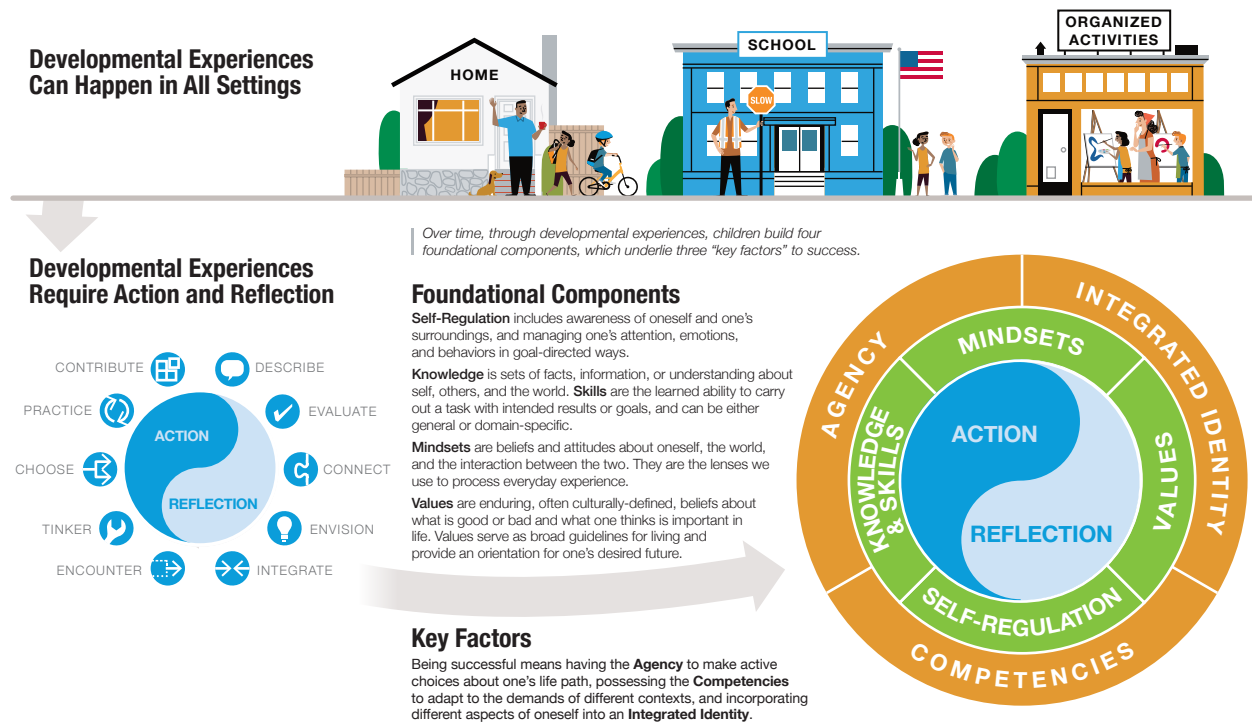 Developmental Experiences
Can Happen in All Settings
HOME
SCHOOL
SLOW
ORGANIZED
ACTIVITIES
Over time, through developmental experiences, children build four
foundational components, which underlie three “key factors” to success.
Developmental Experiences
Require Action and Reflection
CONTRIBUTE
DESCRIBE
PRACTICE
EVALUATE
CHOOSE
CONNECT
TINKER
ENVISION
ENCOUNTER
INTEGRATE
ACTION
REFLECTION
Foundational Components
Self-Regulation includes awareness of oneself and one’s
surroundings, and managing one’s attention, emotions,
and behaviors in goal-directed ways.
Knowledge is sets of facts, information, or understanding about
self, others, and the world. Skills are the learned ability to carry
out a task with intended results or goals, and can be either
general or domain-specific.
Mindsets are beliefs and attitudes about oneself, the world,
and the interaction between the two. They are the lenses we
use to process everyday experience.
Values are enduring, often culturally-defined, beliefs about
what is good or bad and what one thinks is important in
life. Values serve as broad guidelines for living and
provide an orientation for one’s desired future.
Key Factors
Being successful means having the Agency to make active
choices about one’s life path, possessing the Competencies
to adapt to the demands of different contexts, and incorporating
different aspects of oneself into an Integrated Identity.
AGENCY
INTEGRATED IDENTITY
COMPETENCIES
MINDSETS
KNOWLEDGE
& SKILLS
VALUES
SELF-REGULATION
ACTION
REFLECTION